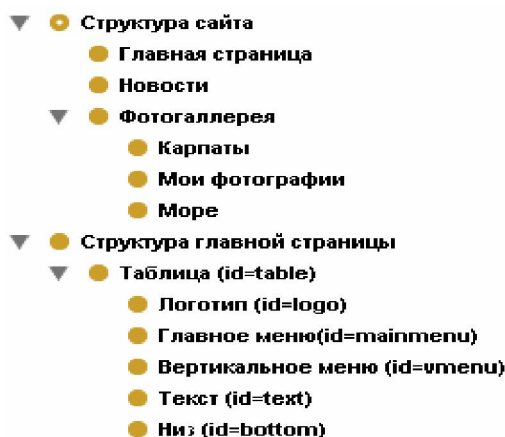 Структура сайта
Главная страница
Новости
Фотогаллерея
Карпаты
Мои фотографии
Море
Структура главной страницы
Таблица (id=table)
Логотип (id=logo)
Главное меню(id=mainmenu)
Вертикальное меню (id=vmenu)
Текст (id=text)
Низ (id=bottom)